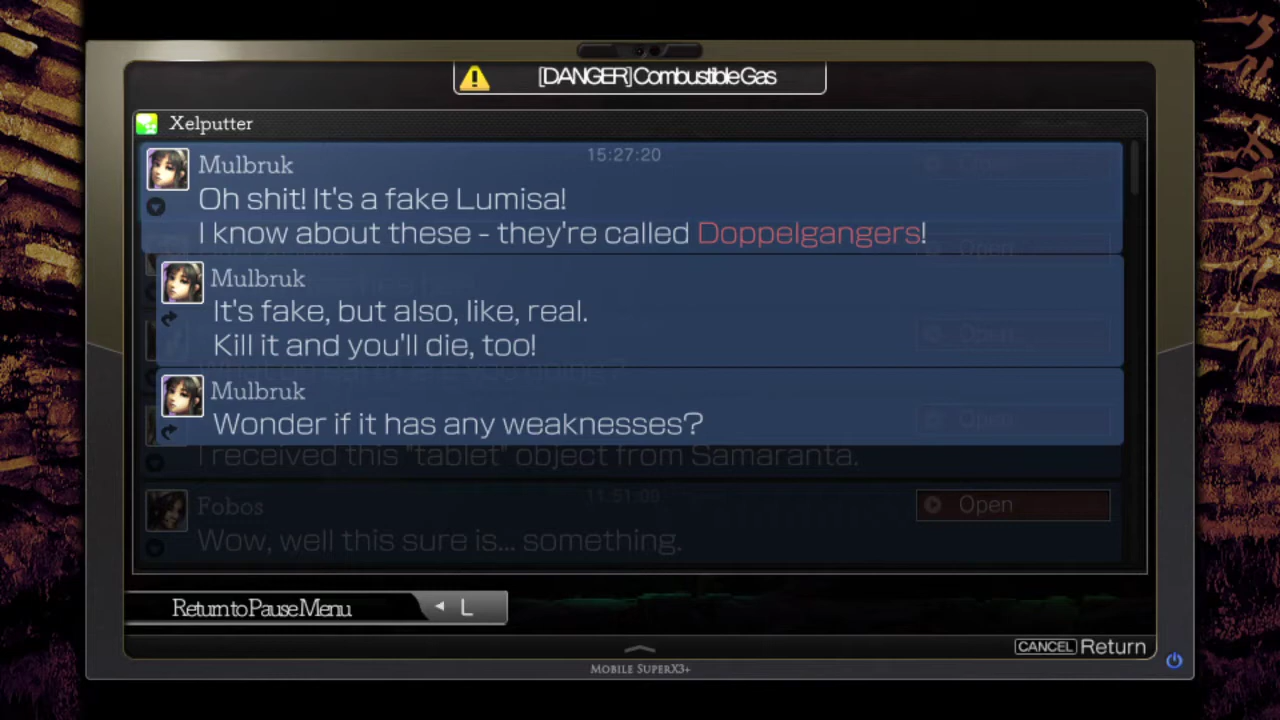 [DANGER] Combustible Gas
Xelputter
Mulbruk
15:27:20
Oh shit! It's a fake Lumisa!
I know about these - they're called Doppelgangers!
Mulbruk
It's fake, but also, like, real.
Kill it and you'll die, too!
Mulbruk
Wonder if it has any weaknesses?
I received this "tablet" object from Samaranta.
Fobos
11:51:00
Open
Wow, well this sure is... something.
Return to Pause Menu
L
CANCEL Return
MOBILE SUPERX3+